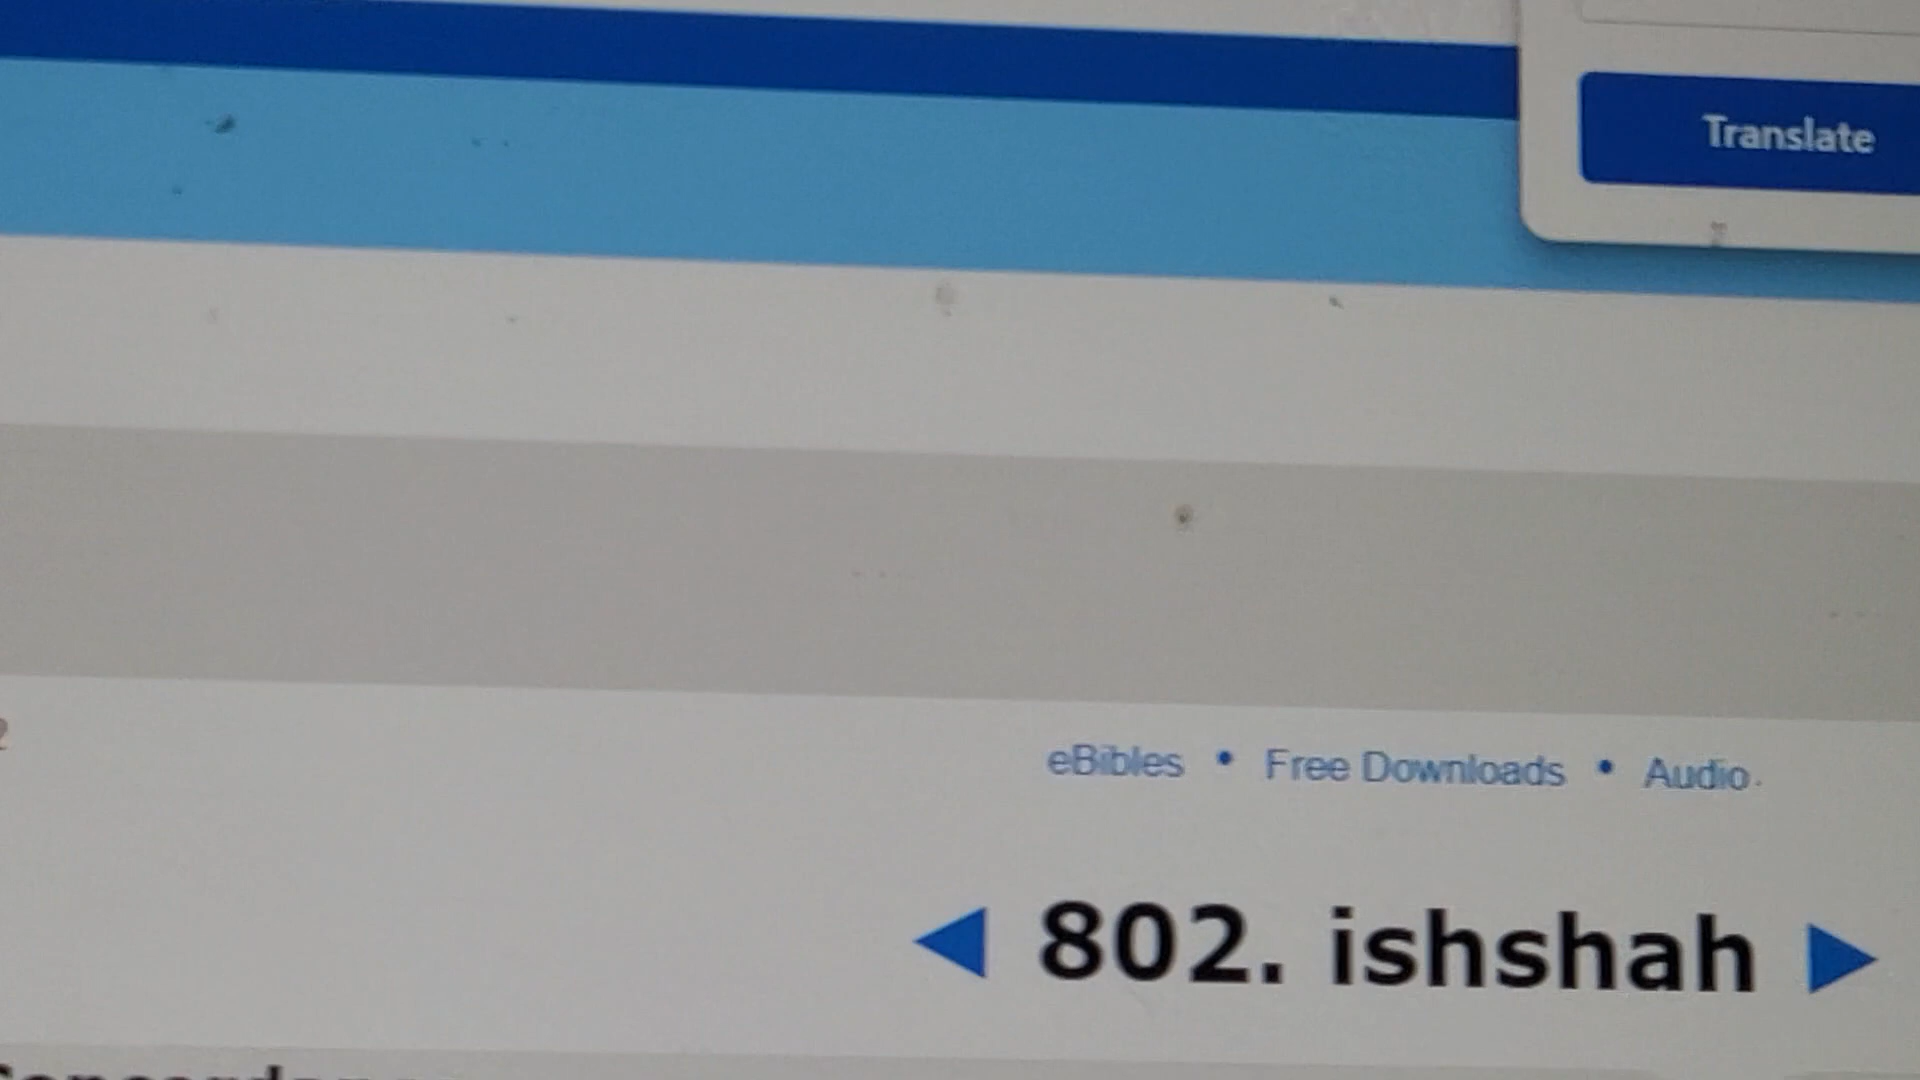 Translate
eBibles • Free Downloads • Audio
◄ 802. ishshah ►